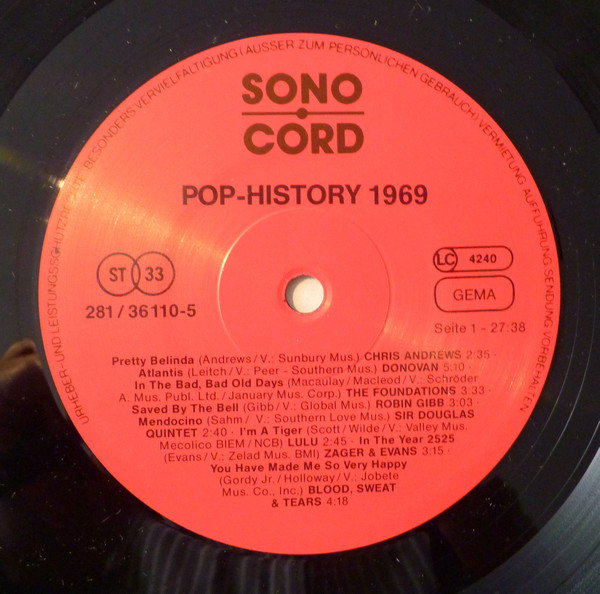 URHEBER- UND LEISTUNGSSCHUTZRECHTE (BESONDERS VERVIELFÄLTIGUNG (AUSSER ZUM PERSÖNLICHEN GEBRAUCH) VERMIETUNG AUFFÜHRUNG SENDUNG VORBEHALTEN
SONO
CORD
POP-HISTORY 1969
ST 33
LC 4240
281 / 36110-5
GEMA
Seite 1 - 27:38
Pretty Belinda (Andrews / V.: Sunbury Mus.) CHRIS ANDREWS 2:35 ·
Atlantis (Leitch / V.: Peer - Southern Mus.) DONOVAN 5:10 ·
In The Bad, Bad Old Days (Macaulay / Macleod / V.: Schröder
A. Mus. Publ. Ltd. / January Mus. Corp.) THE FOUNDATIONS 3:33 ·
Saved By The Bell (Gibb / V.: Global Mus.) ROBIN GIBB 3:03 ·
Mendocino (Sahm / V.: Southern Love Mus.) SIR DOUGLAS
QUINTET 2:40 · I'm A Tiger (Scott / Wilde / V.: Valley Mus.
Mecolico BIEM / NCB) LULU 2:45 · In The Year 2525
(Evans / V.: Zelad Mus. BMI) ZAGER & EVANS 3:15 ·
You Have Made Me So Very Happy
(Gordy Jr. / Holloway / V.: Jobete
Mus. Co., Inc.) BLOOD, SWEAT
& TEARS 4:18